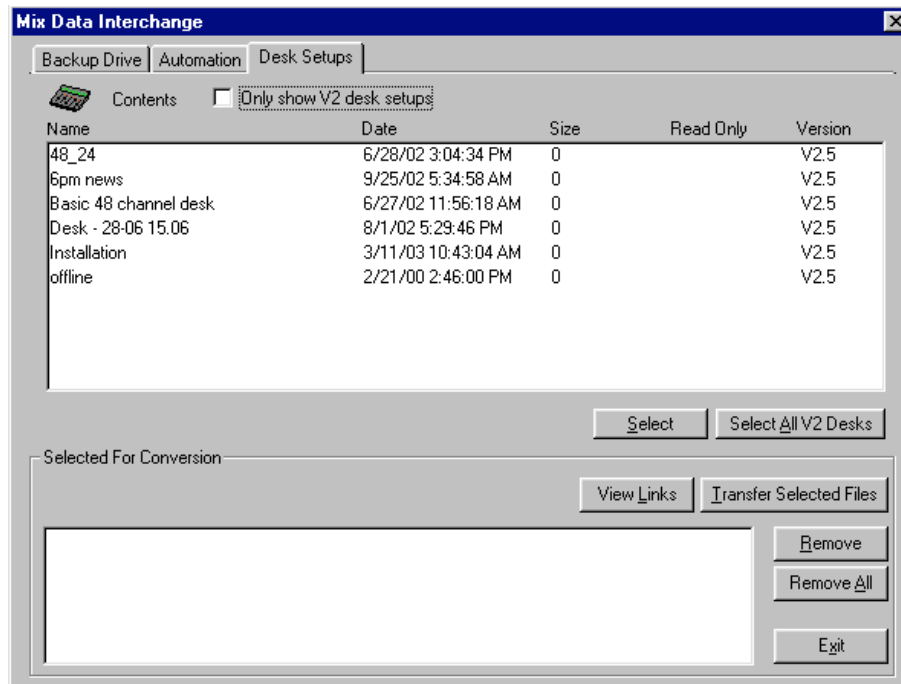 Mix Data Interchange
Backup Drive Automation Desk Setups
Contents Only show V2 desk setups
Name Date Size Read Only Version
48_24 6/28/02 3:04:34 PM 0 V2.5
6pm news 9/25/02 5:34:58 AM 0 V2.5
Basic 48 channel desk 6/27/02 11:56:18 AM 0 V2.5
Desk - 28-06 15.06 8/1/02 5:29:46 PM 0 V2.5
Installation 3/11/03 10:43:04 AM 0 V2.5
offline 2/21/00 2:46:00 PM 0 V2.5
Select Select All V2 Desks
Selected For Conversion
View Links Transfer Selected Files
Remove
Remove All
Exit